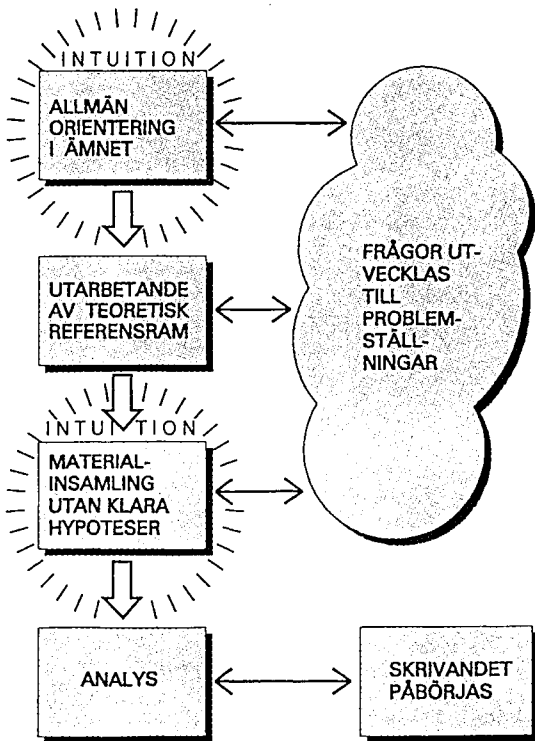 INTUITION
ALLMÄN
ORIENTERING
I ÄMNET
UTARBETANDE
AV TEORETISK
REFERENSRAM
FRÅGOR UT-
VECKLAS
TILL
PROBLEM-
STÄLL-
NINGAR
INTUITION
MATERIAL-
INSAMLING
UTAN KLARA
HYPOTESER
ANALYS
SKRIVANDET
PÅBÖRJAS